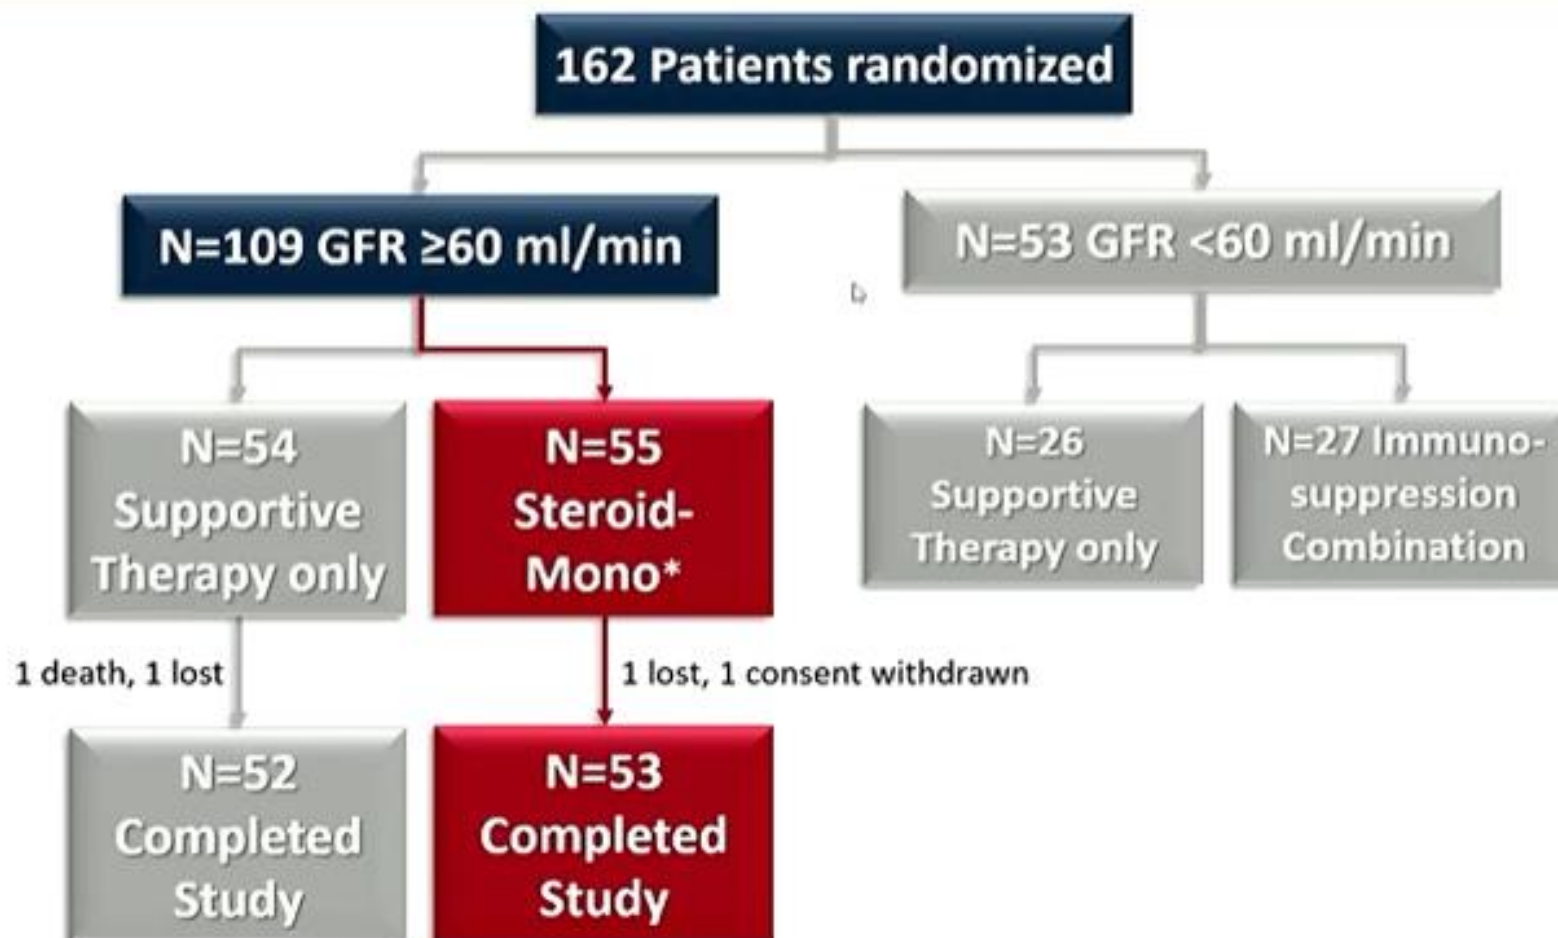 162 Patients randomized
N=109 GFR ≥60 ml/min
N=53 GFR <60 ml/min
N=54
Supportive
Therapy only
N=55
Steroid-
Mono*
N=26
Supportive
Therapy only
N=27 Immuno-
suppression
Combination
1 death, 1 lost
1 lost, 1 consent withdrawn
N=52
Completed
Study
N=53
Completed
Study